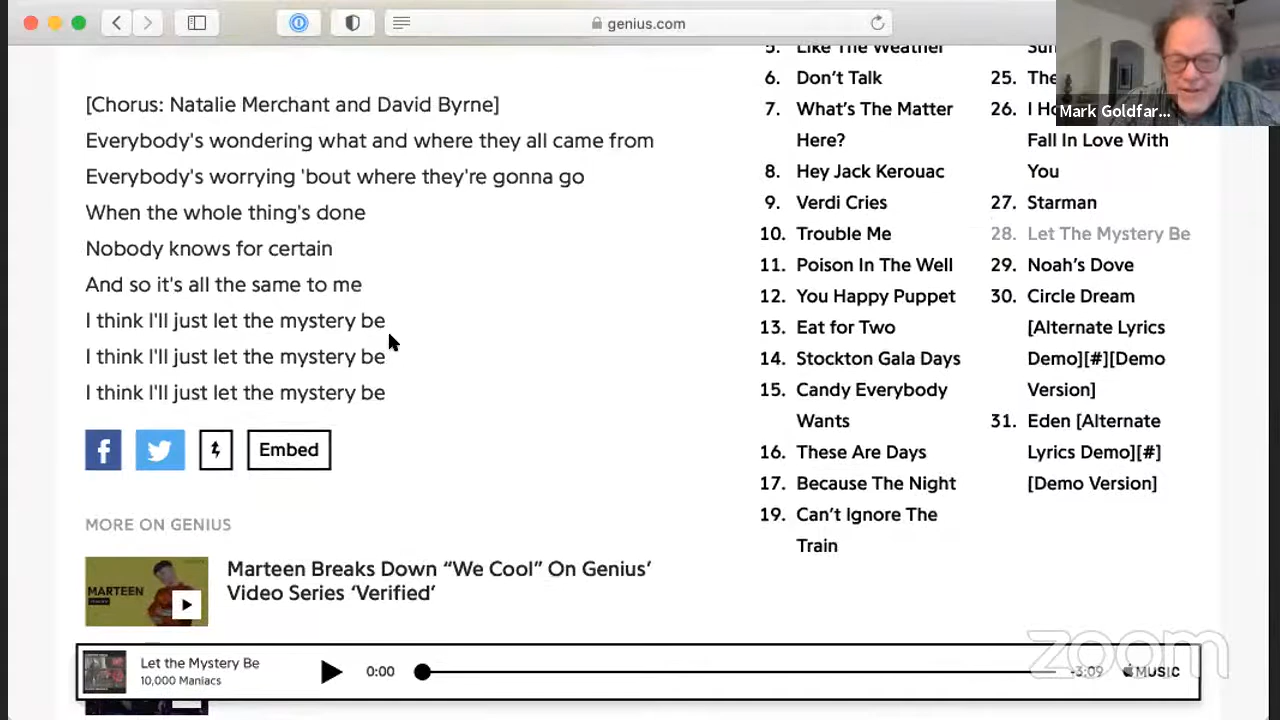 genius.com
[Chorus: Natalie Merchant and David Byrne]
Everybody's wondering what and where they all came from
Everybody's worrying 'bout where they're gonna go
When the whole thing's done
Nobody knows for certain
And so it's all the same to me
I think I'll just let the mystery be
I think I'll just let the mystery be
I think I'll just let the mystery be
f
Embed
MORE ON GENIUS
MARTEEN
Marteen Breaks Down “We Cool” On Genius’
Video Series ‘Verified’
5. Like The Weather
6. Don’t Talk
7. What’s The Matter
Here?
8. Hey Jack Kerouac
9. Verdi Cries
10. Trouble Me
11. Poison In The Well
12. You Happy Puppet
13. Eat for Two
14. Stockton Gala Days
15. Candy Everybody
Wants
16. These Are Days
17. Because The Night
19. Can’t Ignore The
Train
25. The
26. I Ho
Fall In Love With
You
27. Starman
28. Let The Mystery Be
29. Noah’s Dove
30. Circle Dream
[Alternate Lyrics
Demo][#][Demo
Version]
31. Eden [Alternate
Lyrics Demo][#]
[Demo Version]
Mark Goldfar...
Let the Mystery Be
10,000 Maniacs
0:00
-3:09
MUSIC
zoom